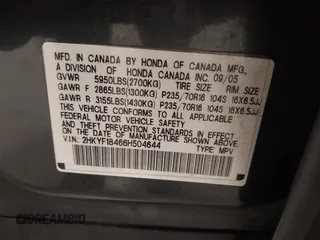 MFD. IN CANADA BY HONDA OF CANADA MFG.,
A DIV. OF HONDA CANADA INC. 09/05
GVWR 5950LBS(2700KG) TIRE SIZE RIM SIZE
GAWR F 2865LBS(1300KG) P235/70R16 104S 16X6.5JJ
GAWR R 3155LBS(1430KG) P235/70R16 104S 16X6.5JJ
THIS VEHICLE CONFORMS TO ALL APPLICABLE
FEDERAL MOTOR VEHICLE SAFETY AND
STANDARDS IN EFFECT ON THE DATE OF
MANUFACTURE SHOWN ABOVE.
V.I.N: 2HKYF18466H504644 TYPE: MPV
DREAMBID